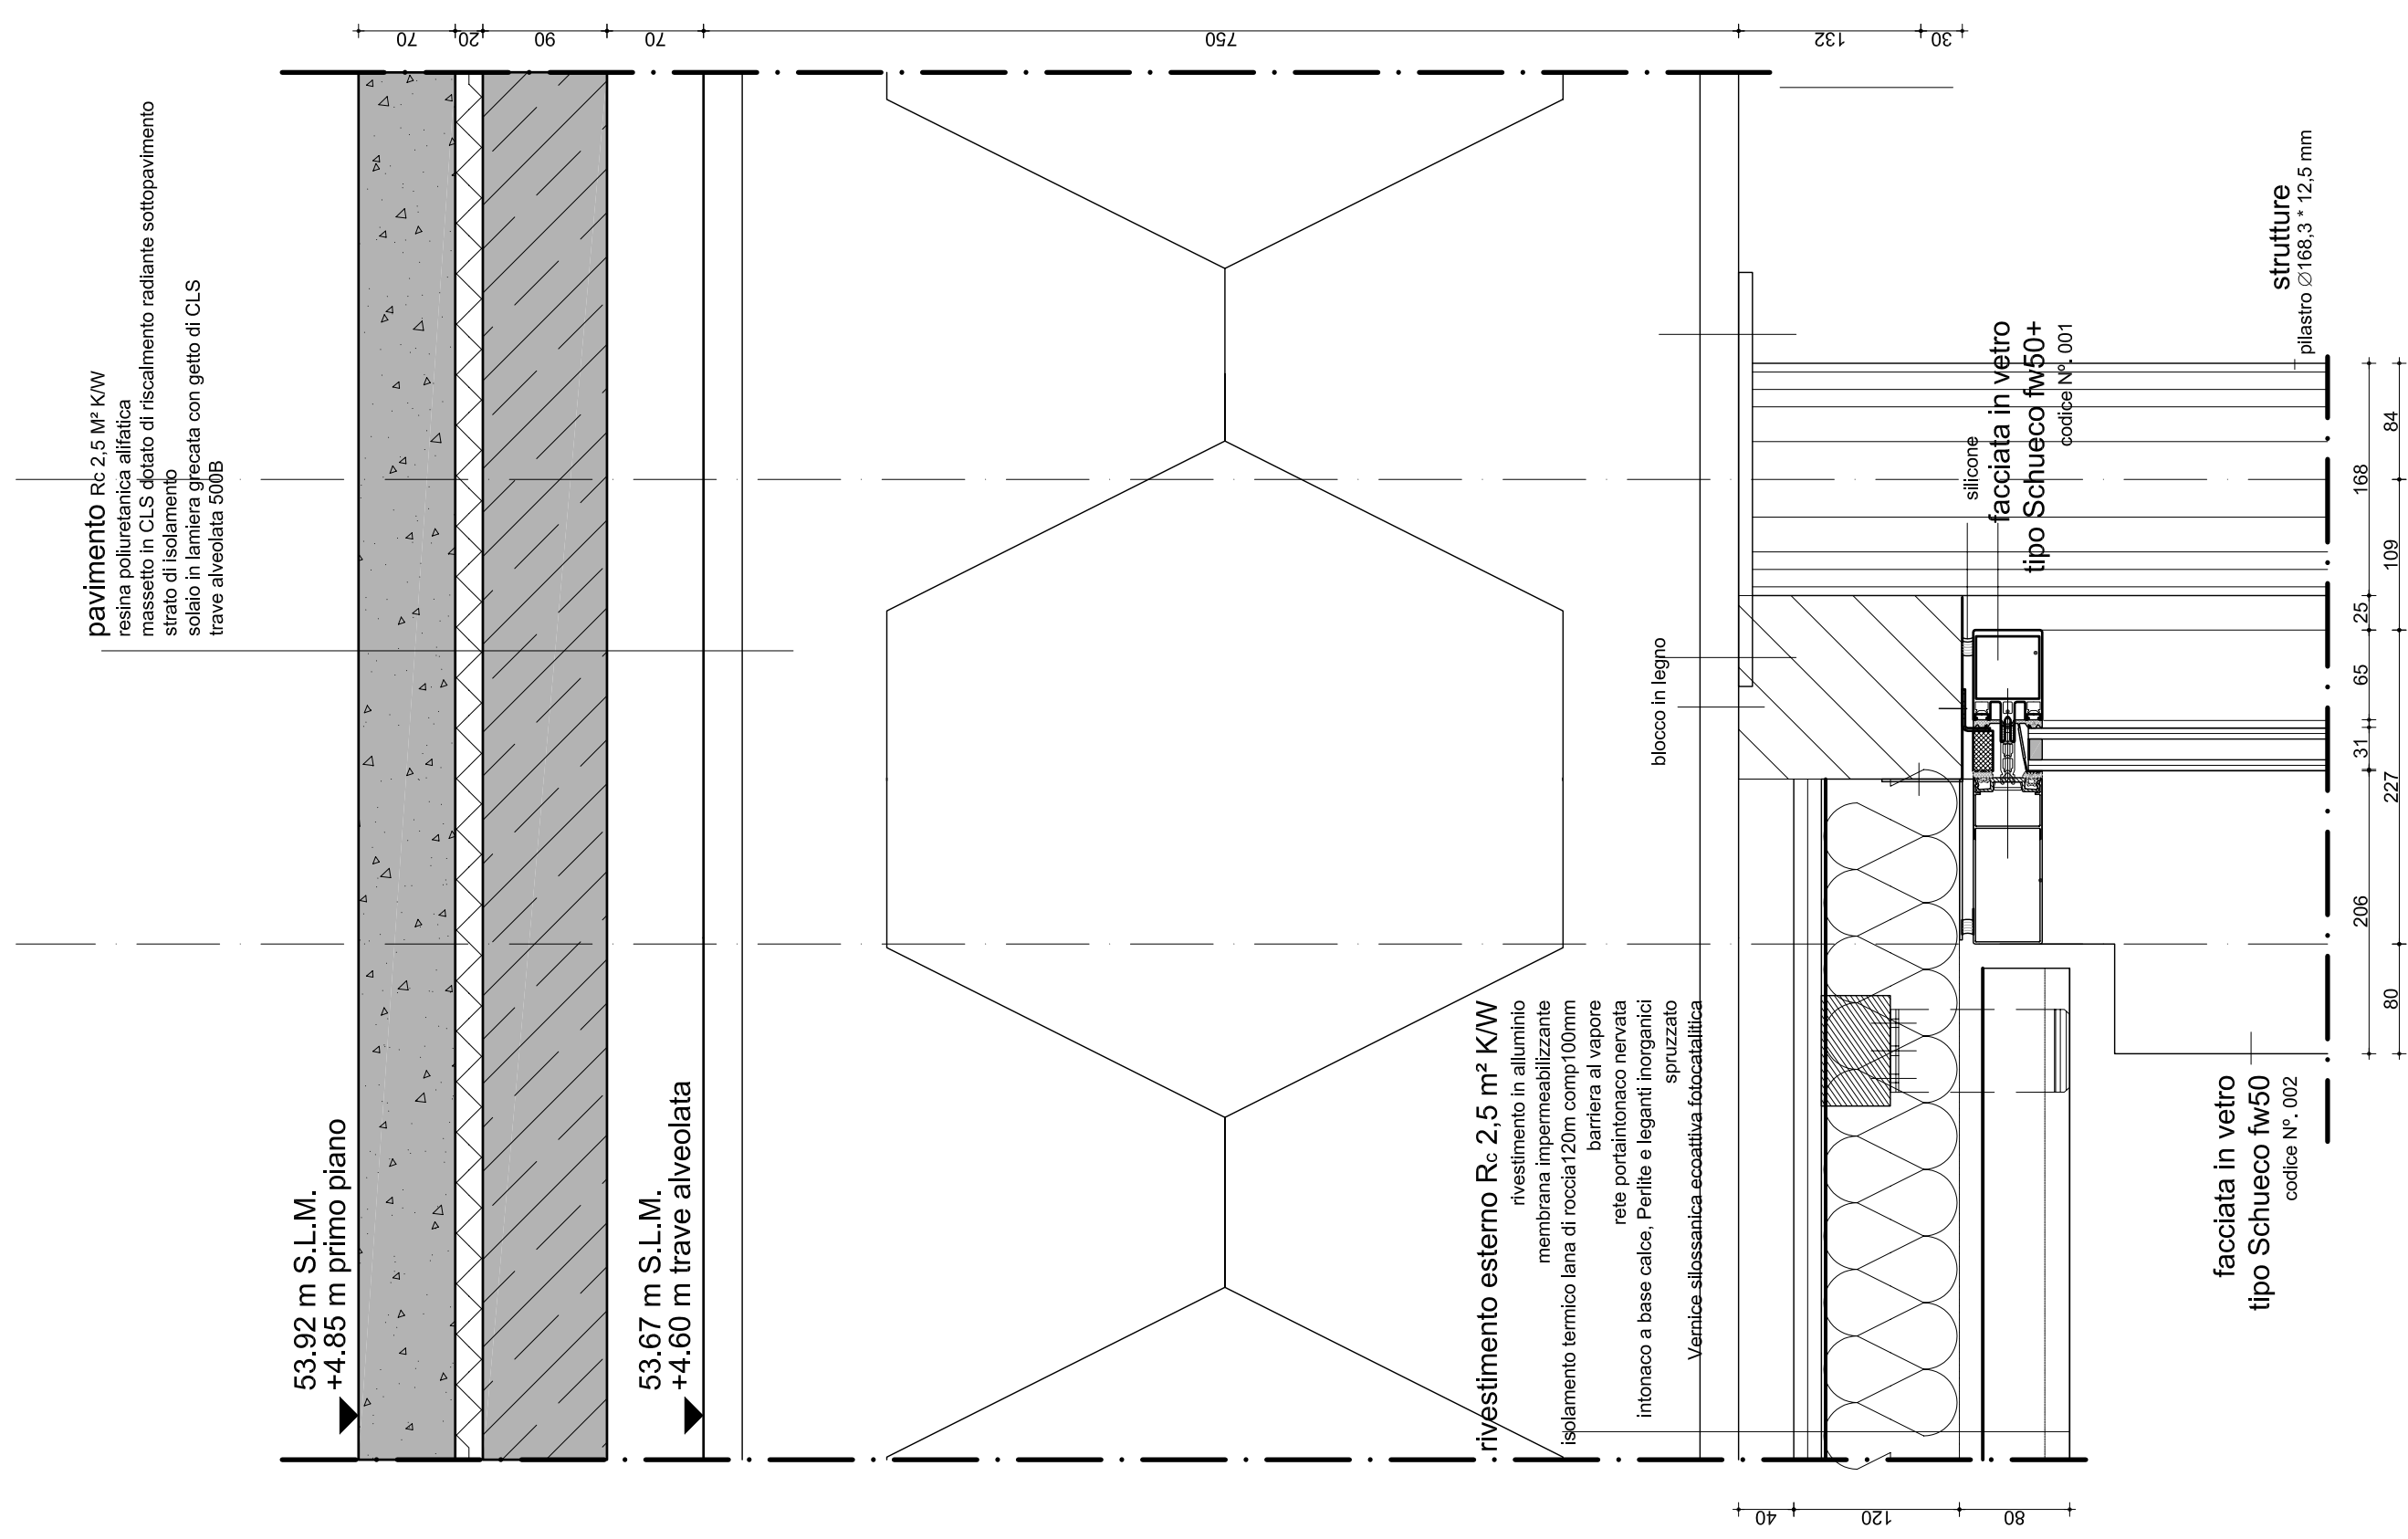 pavimento Rc 2,5 M² K/W
resina poliuretanica alifatica
massetto in CLS dotato di riscalmento radiante sottopavimento
strato di isolamento
solaio in lamiera grecata con getto di CLS
trave alveolata 500B
53.92 m S.L.M.
+4.85 m primo piano
53.67 m S.L.M.
+4.60 m trave alveolata
rivestimento esterno Rc 2,5 m² K/W
rivestimento in alluminio
membrana impermeabilizzante
isolamento termico lana di roccia120m comp100mm
barriera al vapore
rete portaintonaco nervata
intonaco a base calce, Perlite e leganti inorganici
spruzzato
Vernice silossanica ecoattiva fotocatalitica
blocco in legno
silicone
facciata in vetro
tipo Schueco fw50+
codice Nº. 001
strutture
pilastro Ø168,3 * 12,5 mm
facciata in vetro
tipo Schueco fw50
codice Nº. 002
70
20
90
70
750
132
30
40
120
80
168
25
65
31
206
84
109
227
80